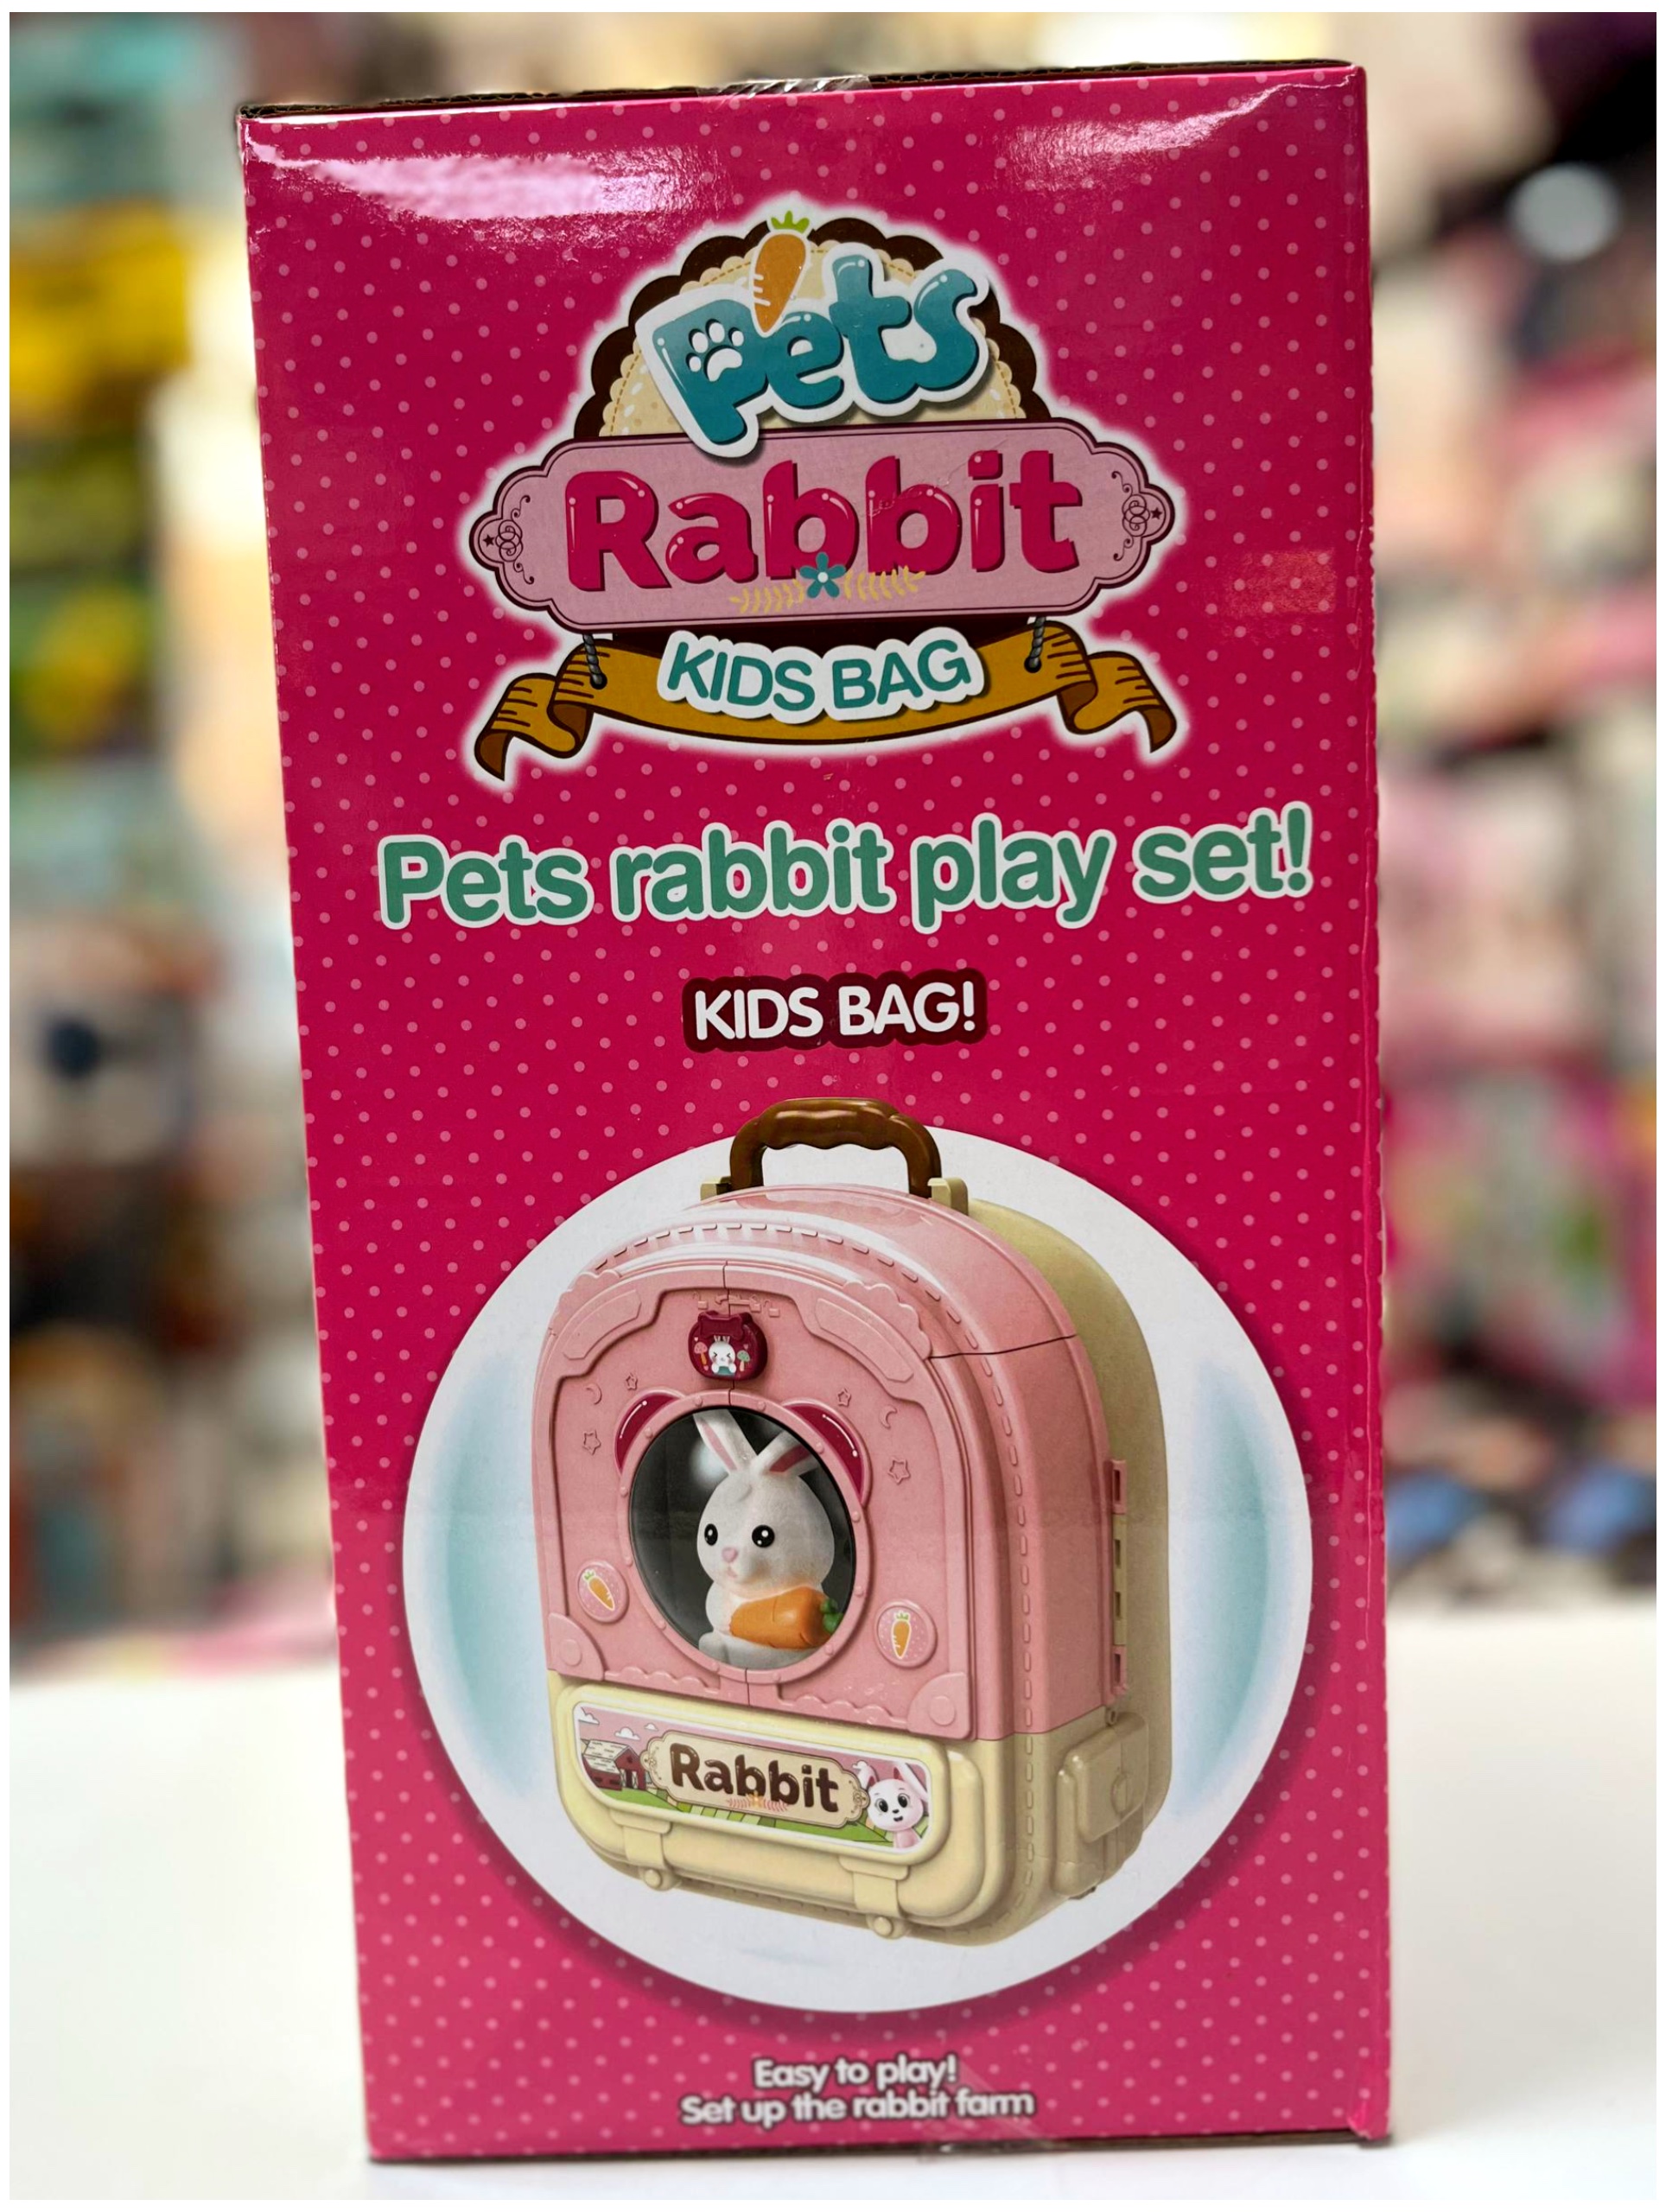 Pets
Rabbit
KIDS BAG
Pets rabbit play set!
KIDS BAG!
Rabbit
Easy to play!
Set up the rabbit farm